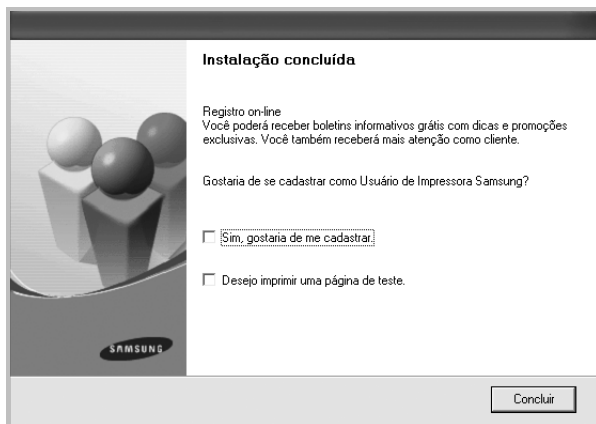 Instalação concluída
Registro on-line
Você poderá receber boletins informativos grátis com dicas e promoções
exclusivas. Você também receberá mais atenção como cliente.
Gostaria de se cadastrar como Usuário de Impressora Samsung?
Sim, gostaria de me cadastrar.
Desejo imprimir uma página de teste.
SAMSUNG
Concluir